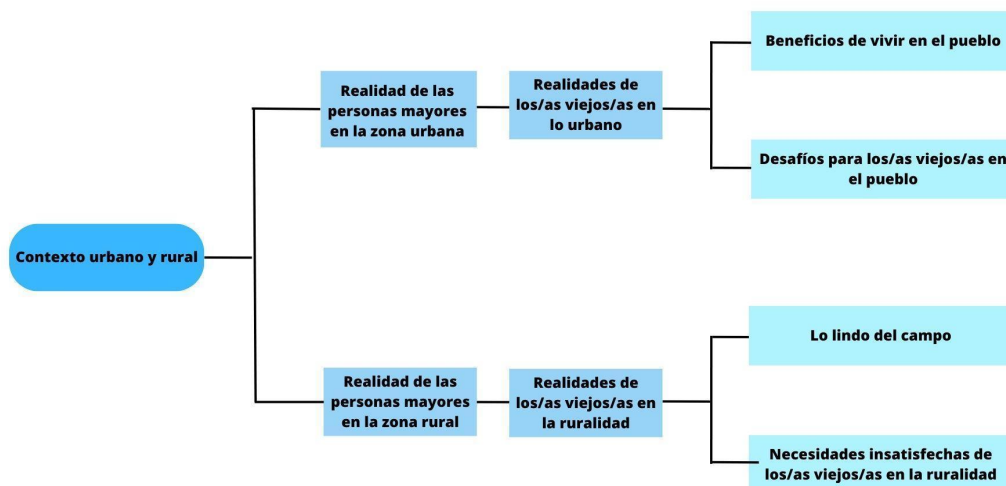 Contexto urbano y rural
Realidad de las
personas mayores
en la zona urbana
Realidades de
los/as viejos/as en
lo urbano
Beneficios de vivir en el pueblo
Desafíos para los/as viejos/as en
el pueblo
Realidad de las
personas mayores
en la zona rural
Realidades de
los/as viejos/as en
la ruralidad
Lo lindo del campo
Necesidades insatisfechas de
los/as viejos/as en la ruralidad